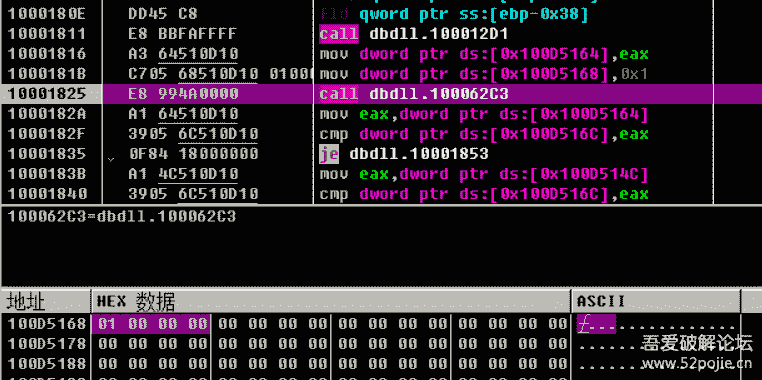 1000180E DD45 C8 fld qword ptr ss:[ebp-0x38]
10001811 E8 BBFAFFFF call dbdll.100012D1
10001816 A3 64510D10 mov dword ptr ds:[0x100D5164],eax
1000181B C705 68510D10 01000 mov dword ptr ds:[0x100D5168],0x1
10001825 E8 994A0000 call dbdll.100062C3
1000182A A1 64510D10 mov eax,dword ptr ds:[0x100D5164]
1000182F 3905 6C510D10 cmp dword ptr ds:[0x100D516C],eax
10001835 0F84 18000000 je dbdll.10001853
1000183B A1 4C510D10 mov eax,dword ptr ds:[0x100D514C]
10001840 3905 6C510D10 cmp dword ptr ds:[0x100D516C],eax
100062C3=dbdll.100062C3
地址 HEX 数据 ASCII
100D5168 01 00 00 00 00 00 00 00 00 00 00 00 00 00 00 00 ƒ...............
100D5178 00 00 00 00 00 00 00 00 00 00 00 00 00 00 00 00
100D5188 00 00 00 00 00 00 00 00 00 00 00 00 00 00 00 00
吾爱破解论坛
www.52pojie.cn